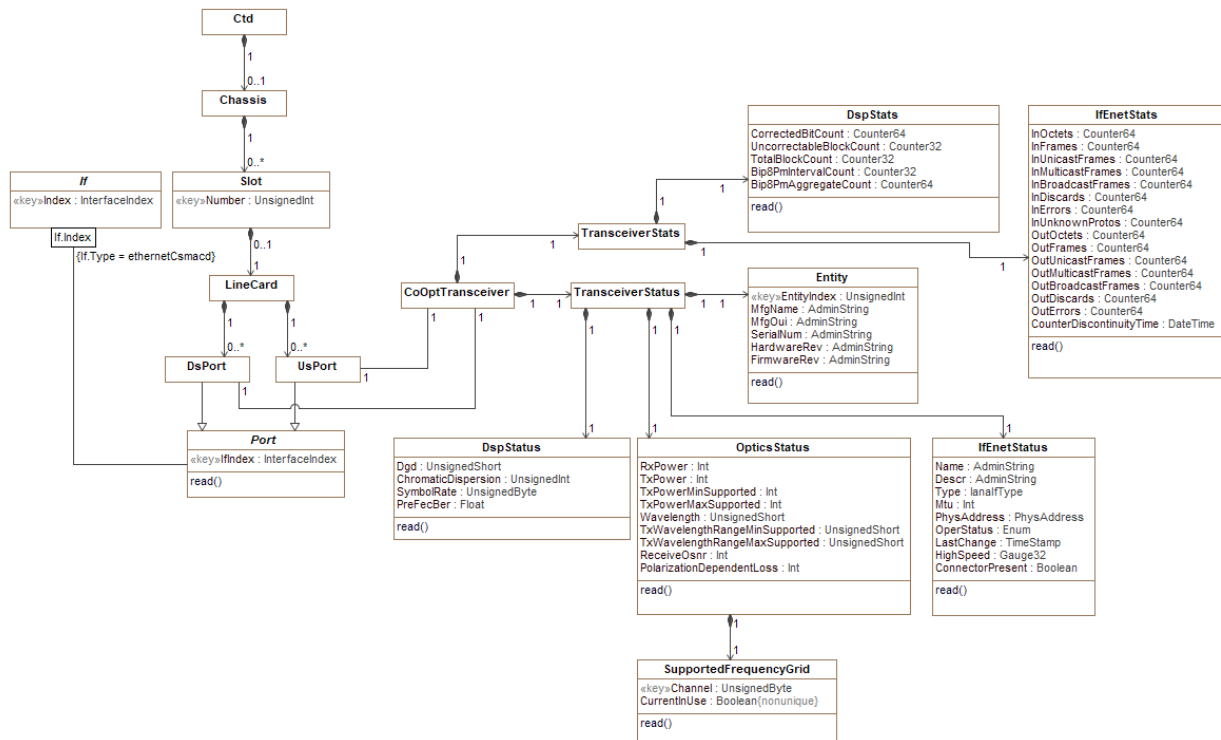 Ctd
1
0..1
Chassis
1
0..*
If
«key»Index : InterfaceIndex
If.Index
{If.Type = ethernetCsmacd}
Slot
«key»Number : UnsignedInt
0..1
1
LineCard
1
1
0..*
0..*
DsPort
UsPort
1
1
Port
«key»IfIndex : InterfaceIndex
read()
CoOptTransceiver
1
1
1
1
1
1
TransceiverStats
1
1
1
1
TransceiverStatus
1
1
1
1
1
1
1
1
DspStats
CorrectedBitCount : Counter64
UncorrectableBlockCount : Counter32
TotalBlockCount : Counter32
Bip8PmIntervalCount : Counter32
Bip8PmAggregateCount : Counter64
read()
IfEnetStats
InOctets : Counter64
InFrames : Counter64
InUnicastFrames : Counter64
InMulticastFrames : Counter64
InBroadcastFrames : Counter64
InDiscards : Counter64
InErrors : Counter64
InUnknownProtos : Counter64
OutOctets : Counter64
OutFrames : Counter64
OutUnicastFrames : Counter64
OutMulticastFrames : Counter64
OutBroadcastFrames : Counter64
OutDiscards : Counter64
OutErrors : Counter64
CounterDiscontinuityTime : DateTime
read()
Entity
«key»EntityIndex : UnsignedInt
MfgName : AdminString
MfgOui : AdminString
SerialNum : AdminString
HardwareRev : AdminString
FirmwareRev : AdminString
read()
DspStatus
Dgd : UnsignedShort
ChromaticDispersion : UnsignedInt
SymbolRate : UnsignedByte
PreFecBer : Float
read()
OpticsStatus
RxPower : Int
TxPower : Int
TxPowerMinSupported : Int
TxPowerMaxSupported : Int
Wavelength : UnsignedShort
TxWavelengthRangeMinSupported : UnsignedShort
TxWavelengthRangeMaxSupported : UnsignedShort
ReceiveOsnr : Int
PolarizationDependentLoss : Int
read()
IfEnetStatus
Name : AdminString
Descr : AdminString
Type : IanaIfType
Mtu : Int
PhysAddress : PhysAddress
OperStatus : Enum
LastChange : TimeStamp
HighSpeed : Gauge32
ConnectorPresent : Boolean
read()
1
1
SupportedFrequencyGrid
«key»Channel : UnsignedByte
CurrentInUse : Boolean{nonunique}
read()